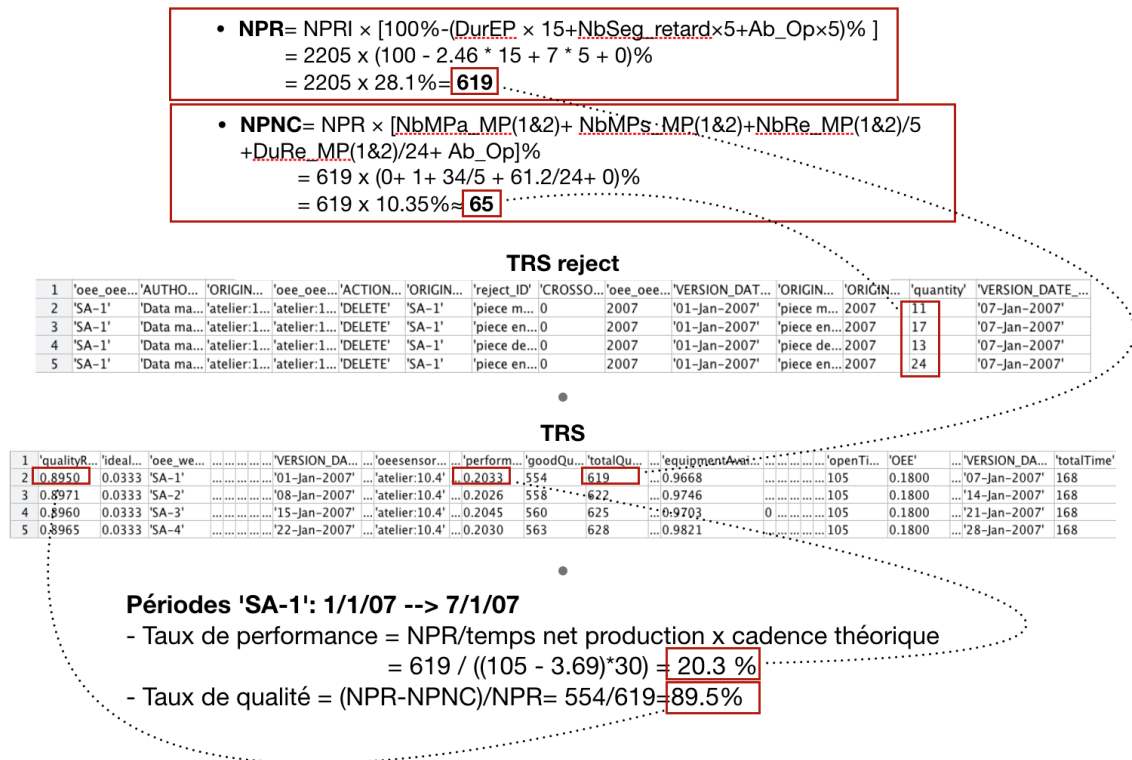 • NPR= NPRI × [100%-(DurEP × 15+NbSeg_retard×5+Ab_Op×5)% ]
= 2205 x (100 - 2.46 * 15 + 7 * 5 + 0)%
= 2205 x 28.1%= 619
• NPNC= NPR × [NbMPa_MP(1&2)+ NbMPs_MP(1&2)+NbRe_MP(1&2)/5
+DuRe_MP(1&2)/24+ Ab_Op]%
= 619 x (0+ 1+ 34/5 + 61.2/24+ 0)%
= 619 x 10.35%≈ 65
TRS reject
1 'oee_oee... 'AUTHO... 'ORIGIN... 'oee_oee... 'ACTION... 'ORIGIN... 'reject_ID' 'CROSSO... 'oee_oee... 'VERSION_DAT... 'ORIGIN... 'ORIGIN... 'quantity' 'VERSION_DATE_...
2 'SA-1' 'Data ma... 'atelier:1... 'atelier:1... 'DELETE' 'SA-1' 'piece m... 0 2007 '01-Jan-2007' 'piece m... 2007 11 '07-Jan-2007'
3 'SA-1' 'Data ma... 'atelier:1... 'atelier:1... 'DELETE' 'SA-1' 'piece en... 0 2007 '01-Jan-2007' 'piece en... 2007 17 '07-Jan-2007'
4 'SA-1' 'Data ma... 'atelier:1... 'atelier:1... 'DELETE' 'SA-1' 'piece de... 0 2007 '01-Jan-2007' 'piece de... 2007 13 '07-Jan-2007'
5 'SA-1' 'Data ma... 'atelier:1... 'atelier:1... 'DELETE' 'SA-1' 'piece en... 0 2007 '01-Jan-2007' 'piece en... 2007 24 '07-Jan-2007'
TRS
1 'qualityR... 'ideal... 'oee_we... ... ... ... ... ... 'VERSION_DA... ... 'oeesensor... ... 'perform... 'goodQu... 'totalQu... ... 'equipmentAvai... ... ... ... ... 'openTi... 'OEE' ... 'VERSION_DA... 'totalTime'
2 0.8950 0.0333 'SA-1' ... ... ... ... ... '01-Jan-2007' ... 'atelier:10.4' ... 0.2033 554 619 ... 0.9668 ... ... ... ... 105 0.1800 ... '07-Jan-2007' 168
3 0.8971 0.0333 'SA-2' ... ... ... ... ... '08-Jan-2007' ... 'atelier:10.4' ... 0.2026 558 622 ... 0.9746 ... ... ... ... 105 0.1800 ... '14-Jan-2007' 168
4 0.8960 0.0333 'SA-3' ... ... ... ... ... '15-Jan-2007' ... 'atelier:10.4' ... 0.2045 560 625 ... 0.9703 0 ... ... ... ... 105 0.1800 ... '21-Jan-2007' 168
5 0.8965 0.0333 'SA-4' ... ... ... ... ... '22-Jan-2007' ... 'atelier:10.4' ... 0.2030 563 628 ... 0.9821 ... ... ... ... 105 0.1800 ... '28-Jan-2007' 168
Périodes 'SA-1': 1/1/07 --> 7/1/07
- Taux de performance = NPR/temps net production x cadence théorique
= 619 / ((105 - 3.69)*30) = 20.3 %
- Taux de qualité = (NPR-NPNC)/NPR= 554/619=89.5%